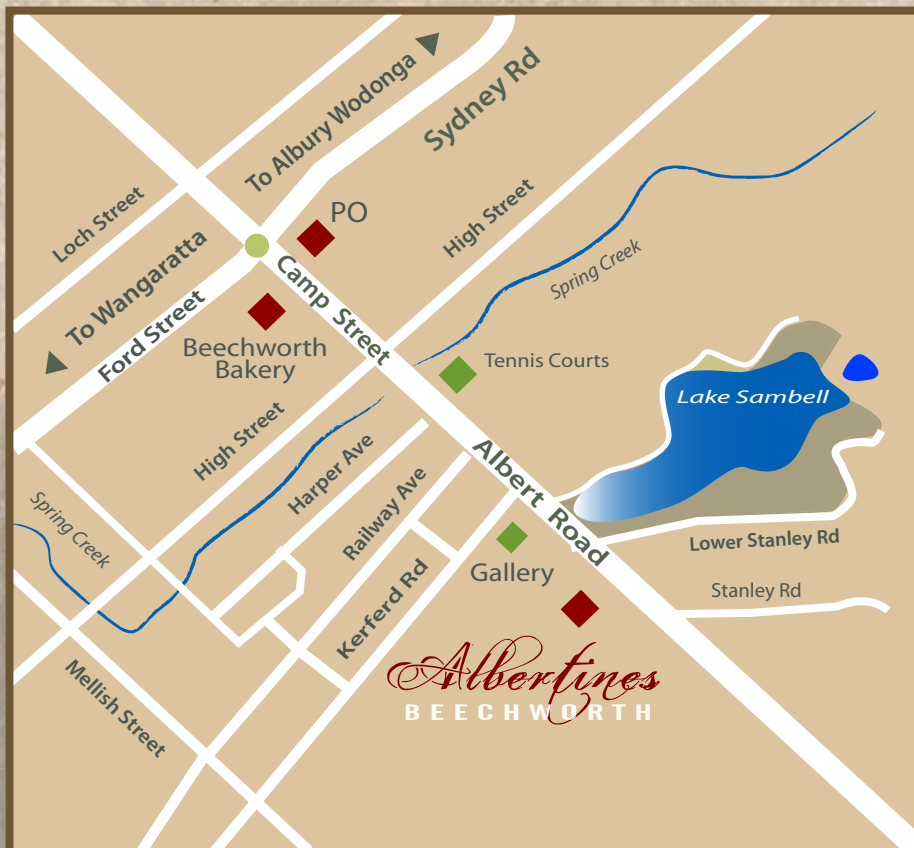 To Albury Wodonga
Sydney Rd
Loch Street
PO
High Street
To Wangaratta
Camp Street
Spring Creek
Ford Street
Beechworth
Bakery
Tennis Courts
Lake Sambell
High Street
Harper Ave
Railway Ave
Albert Road
Spring Creek
Lower Stanley Rd
Gallery
Stanley Rd
Kerferd Rd
Albertines
BEECHWORTH
Mellish Street